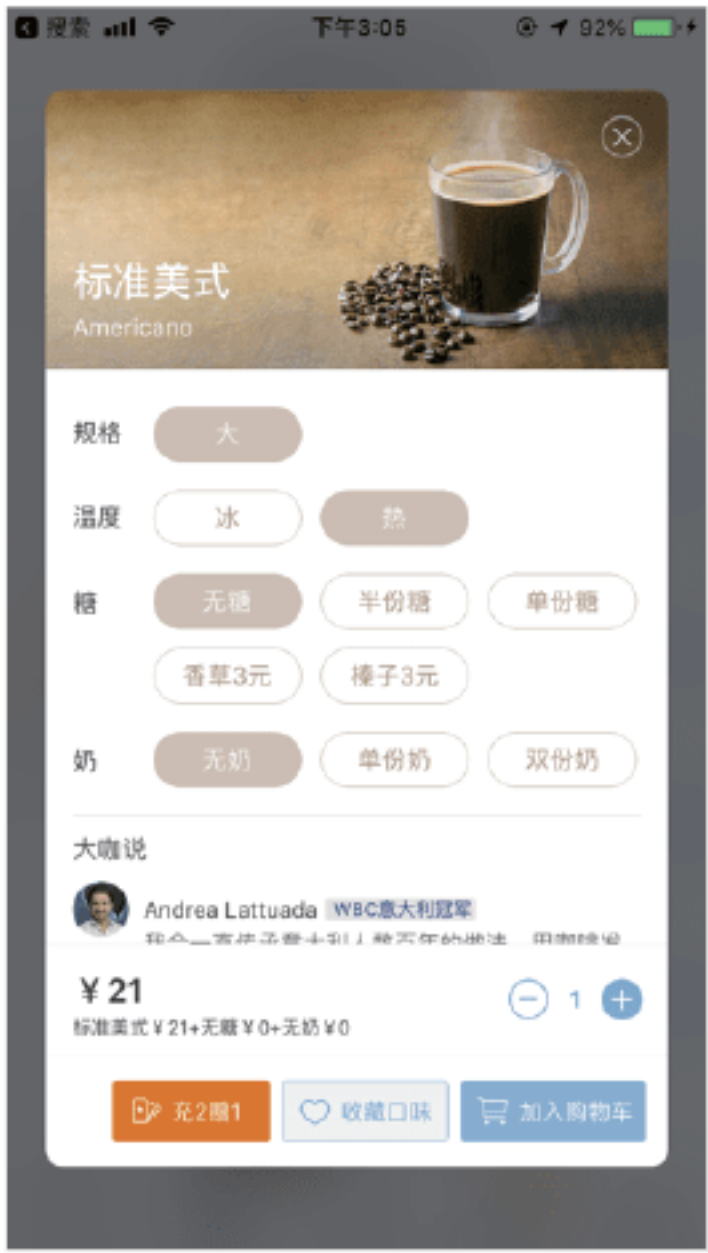 搜索 下午3:05 92%
标准美式
Americano
规格 大
温度 冰 热
糖 无糖 半份糖 单份糖
香草3元 榛子3元
奶 无奶 单份奶 双份奶
大咖说
Andrea Lattuada WBC意大利冠军
¥21 1
标准美式¥21+无糖¥0+无奶¥0
充2赠1 收藏口味 加入购物车